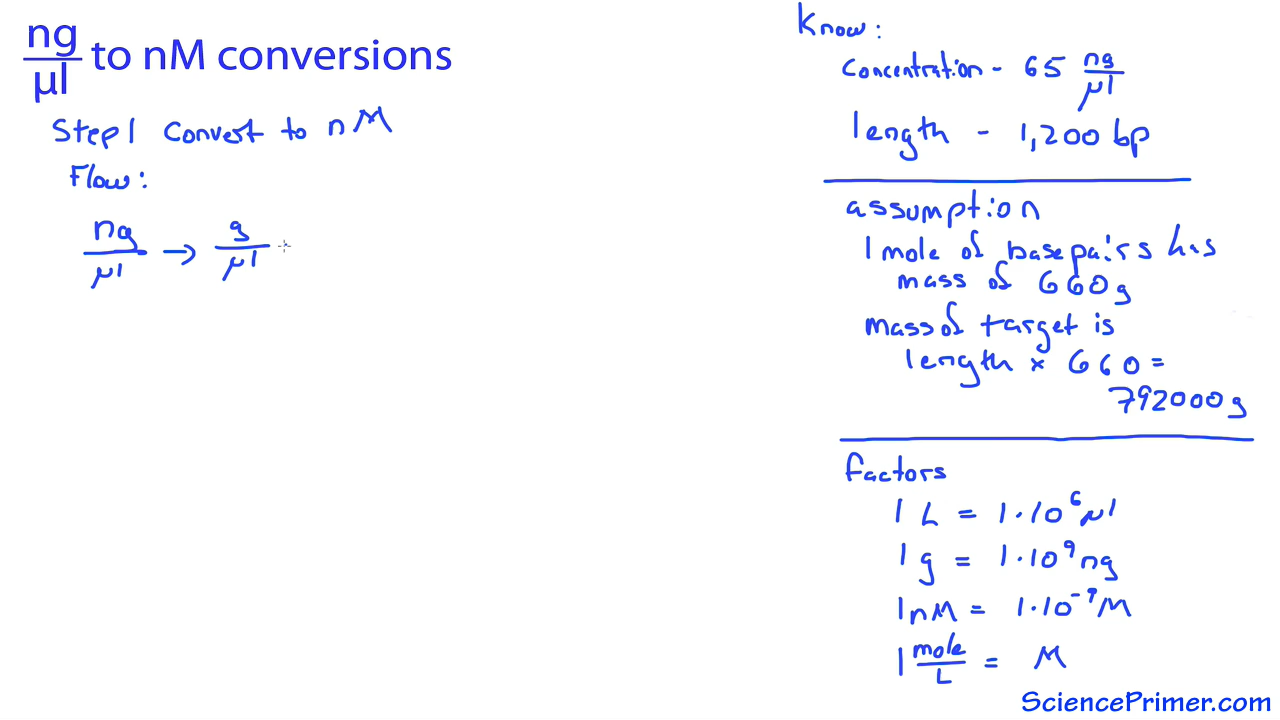 ng/µl to nM conversions
Step 1 Convert to nM
Flow:
ng/µl → g/µl
Know:
Concentration - 65 ng/µl
length - 1,200 bp
assumption
1 mole of basepairs has
mass of 660g
mass of target is
length × 660 =
792000g
factors
1 L = 1·10⁶ µl
1 g = 1·10⁹ ng
1 nM = 1·10⁻⁹ M
1 mole/L = M
SciencePrimer.com